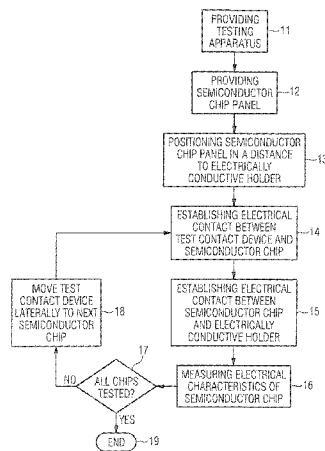 PROVIDING
TESTING
APPARATUS
11
PROVIDING
SEMICONDUCTOR
CHIP PANEL
12
POSITIONING SEMICONDUCTOR
CHIP PANEL IN A DISTANCE
TO ELECTRICALLY
CONDUCTIVE HOLDER
13
ESTABLISHING ELECTRICAL
CONTACT BETWEEN
TEST CONTACT DEVICE AND
SEMICONDUCTOR CHIP
14
ESTABLISHING ELECTRICAL
CONTACT BETWEEN
SEMICONDUCTOR CHIP
AND ELECTRICALLY
CONDUCTIVE HOLDER
15
MEASURING ELECTRICAL
CHARACTERISTICS OF
SEMICONDUCTOR CHIP
16
17
ALL CHIPS
TESTED?
NO
YES
MOVE TEST
CONTACT DEVICE
LATERALLY TO NEXT
SEMICONDUCTOR
CHIP
18
END
19